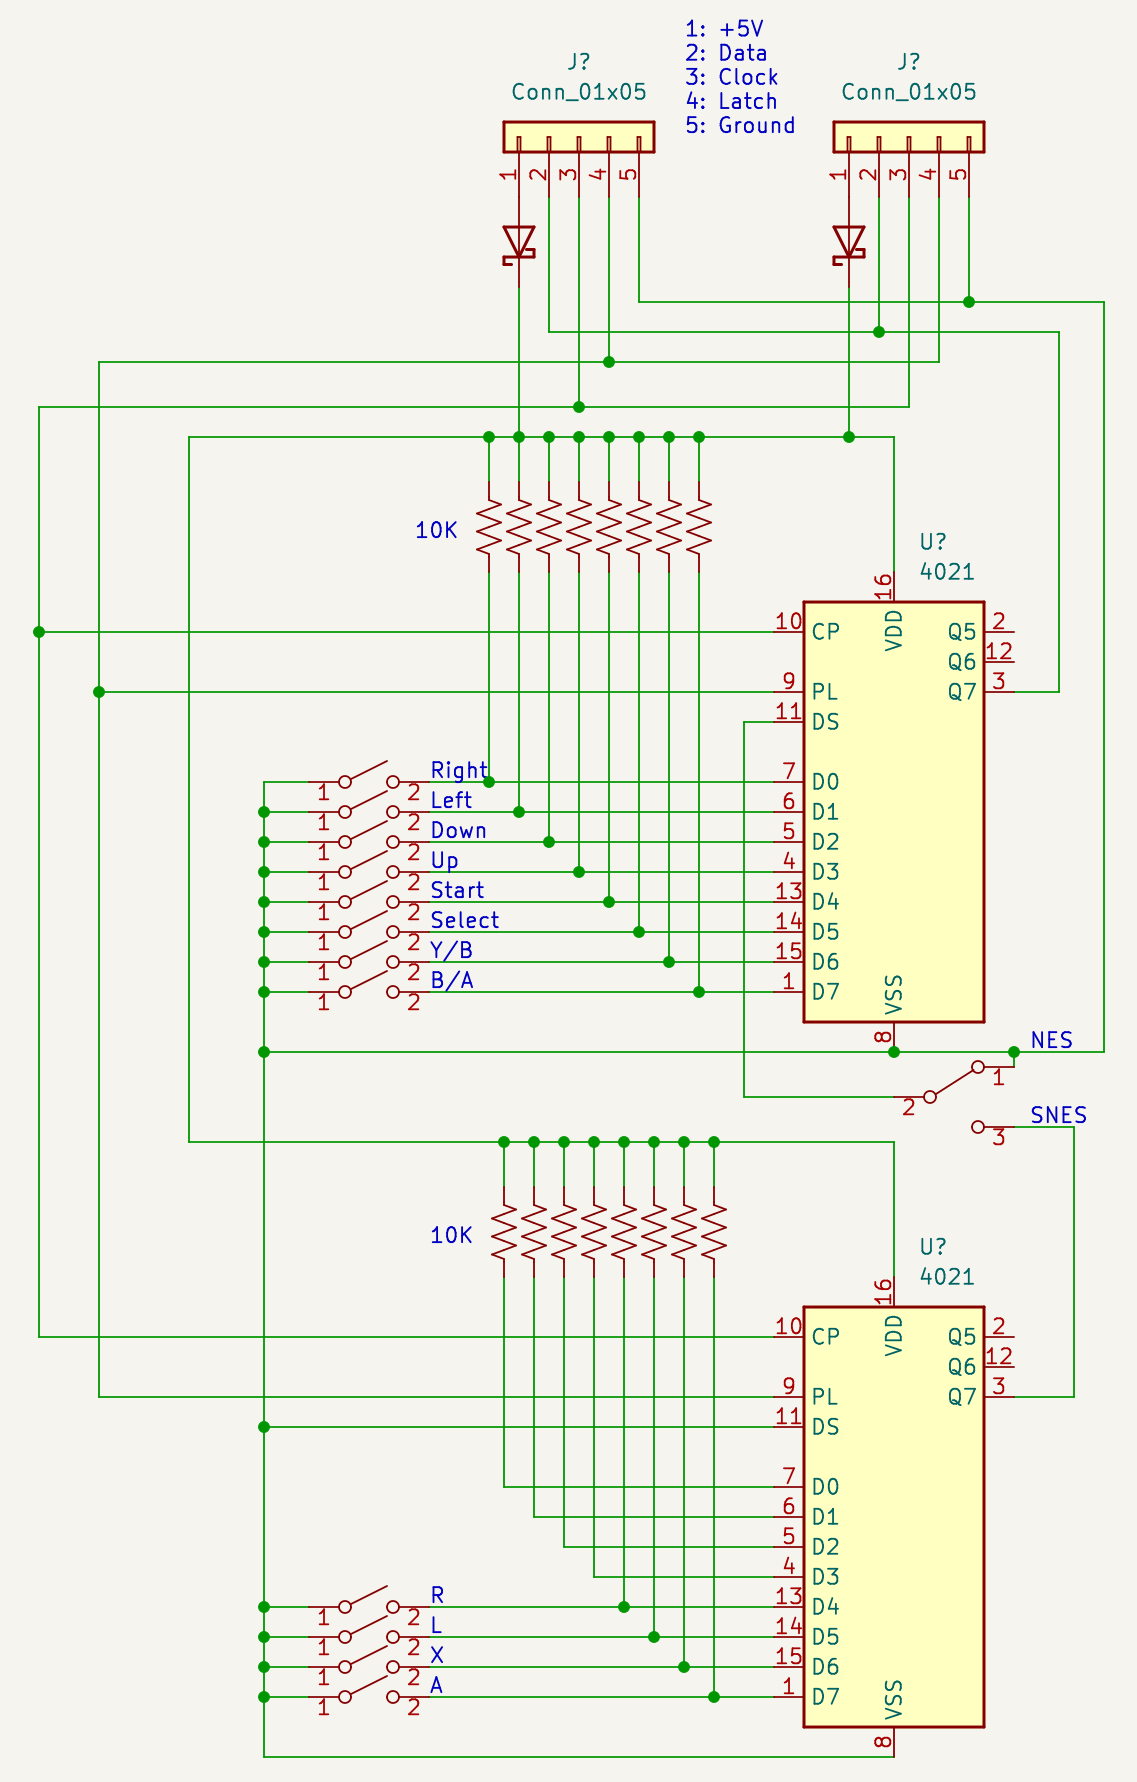 1: +5V
2: Data
3: Clock
4: Latch
5: Ground
J?
Conn_01x05
J?
Conn_01x05
1 2 3 4 5
1 2 3 4 5
10K
U?
4021
16
VDD
10 CP Q5 2
Q6 12
9 PL Q7 3
11 DS
Right
1 2 7 D0
Left
1 2 6 D1
Down
1 2 5 D2
Up
1 2 4 D3
Start
1 2 13 D4
Select
1 2 14 D5
Y/B
1 2 15 D6
B/A
1 2 1 D7
VSS
8
NES
1
2
SNES
3
10K
U?
4021
16
VDD
10 CP Q5 2
Q6 12
9 PL Q7 3
11 DS
7 D0
6 D1
5 D2
4 D3
R
1 2 13 D4
L
1 2 14 D5
X
1 2 15 D6
A
1 2 1 D7
VSS
8